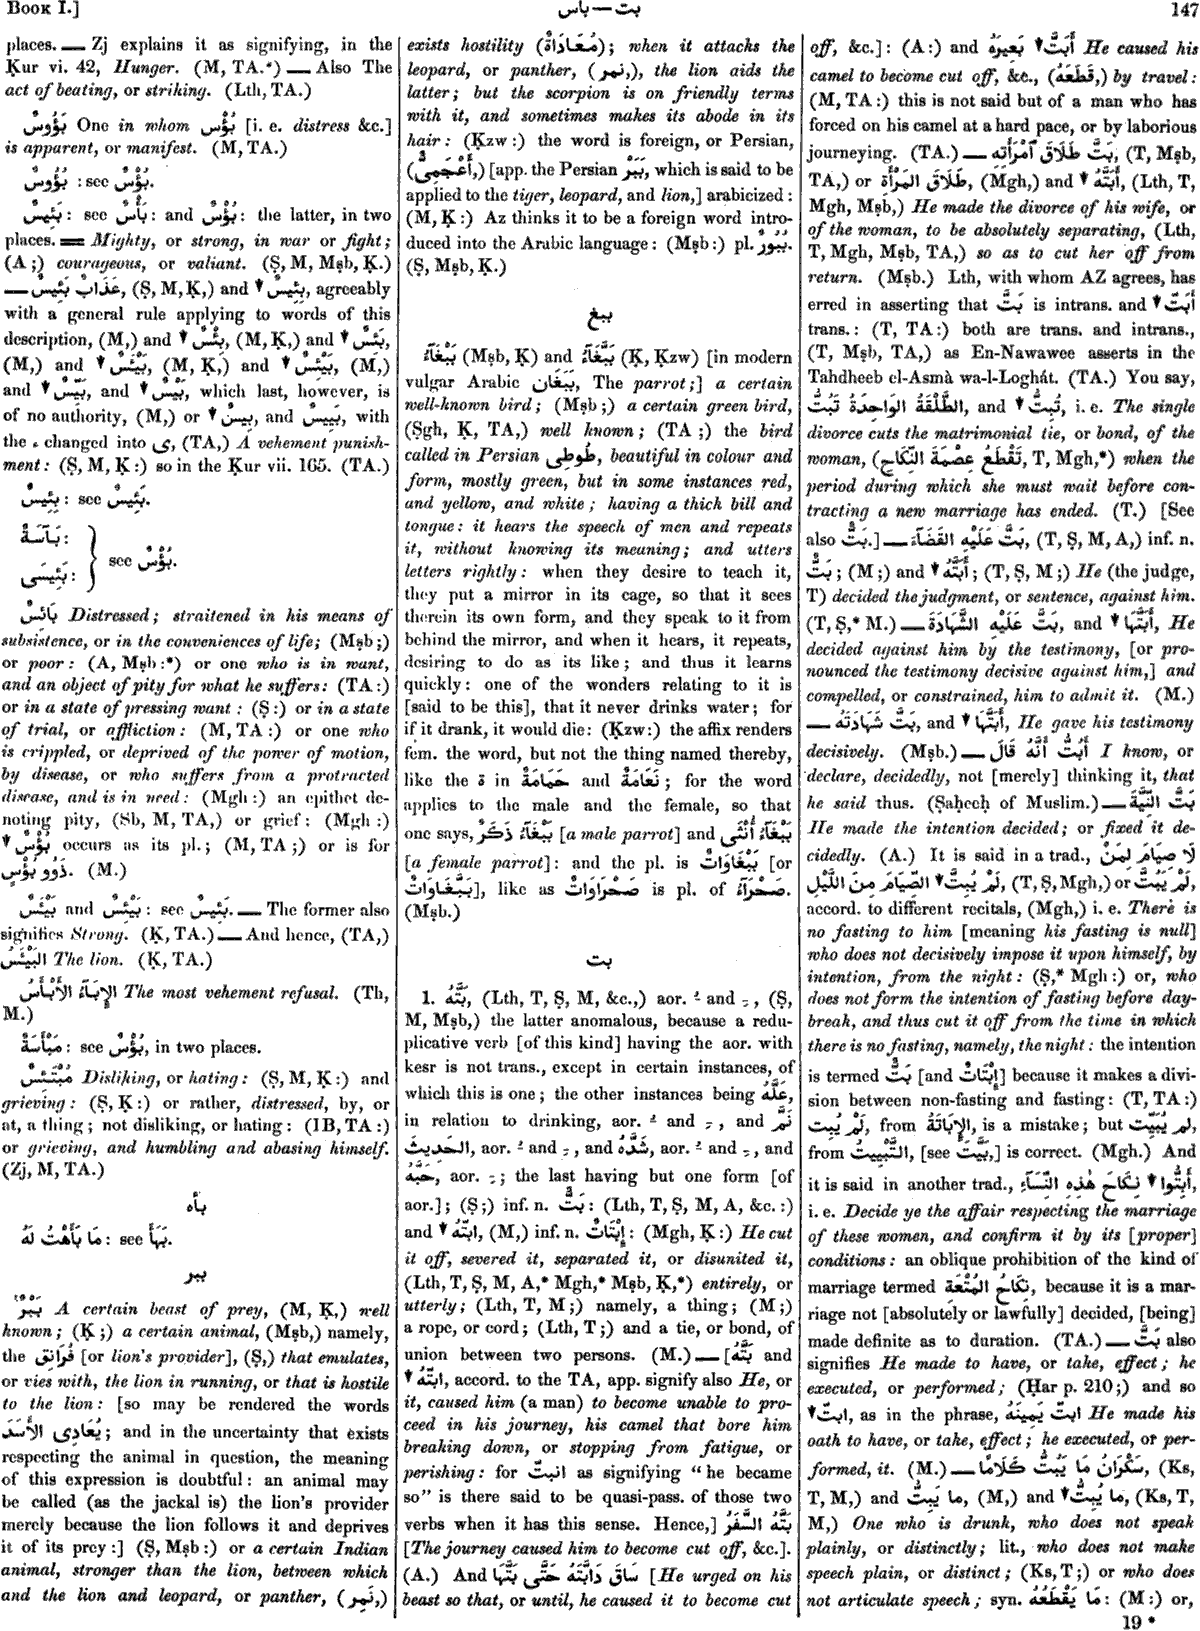 Book I.]
بت — بأس
147
places. — Zj explains it as signifying, in the
Ḳur vi. 42, Hunger. (M, TA.*) — Also The
act of beating, or striking. (Lth, TA.)
بَؤُوسٌ One in whom بُؤْس [i. e. distress &c.]
is apparent, or manifest. (M, TA.)
بُؤُوسٌ : see بُؤْسٌ.
بَئِيسٌ: see بَأْسٌ: and بُؤْسٌ: the latter, in two
places. = Mighty, or strong, in war or fight;
(A;) courageous, or valiant. (Ṣ, M, Mṣb, Ḳ.)
— عَذَابٌ بَئِيسٌ, (Ṣ, M, Ḳ,) and ▼ بِئِيسٌ, agreeably
with a general rule applying to words of this
description, (M,) and ▼ بِئْسٌ, (M, Ḳ,) and ▼ بَئِسٌ,
(M,) and ▼ بَيْئَسٌ, (M, Ḳ,) and ▼ بَيْئِسٌ, (M,)
and ▼ بَيِّسٌ, and ▼ بَيْسٌ, which last, however, is
of no authority, (M,) or ▼ بِيسٌ, and بَيِيسٌ, with
the ء changed into ى, (TA,) A vehement punish-
ment: (Ṣ, M, Ḳ:) so in the Ḳur vii. 165. (TA.)
بِئِيسٌ: see بَئِيسٌ.
بَآسَةٌ:
بَئِيسَى:
see بُؤْسٌ.
بَائِسٌ Distressed; straitened in his means of
subsistence, or in the conveniences of life; (Mṣb;)
or poor: (A, Mṣb:*) or one who is in want,
and an object of pity for what he suffers: (TA:)
or in a state of pressing want: (Ṣ:) or in a state
of trial, or affliction: (M, TA:) or one who
is crippled, or deprived of the power of motion,
by disease, or who suffers from a protracted
disease, and is in need: (Mgh:) an epithet de-
noting pity, (Sb, M, TA,) or grief: (Mgh:)
▼ بُؤْسٌ occurs as its pl.; (M, TA;) or is for
ذَوُو بُؤْسٍ. (M.)
بَيْئِسٌ and بَيْئَسٌ: see بَئِيسٌ. — The former also
signifies Strong. (Ḳ, TA.) — And hence, (TA,)
البَيْئَسُ The lion. (Ḳ, TA.)
الإِبَآءُ الأَبْأَسُ The most vehement refusal. (Th,
M.)
مَبْأَسَةٌ: see بُؤْسٌ, in two places.
مُبْتَئِسٌ Disliking, or hating: (Ṣ, M, Ḳ:) and
grieving: (Ṣ, Ḳ:) or rather, distressed, by, or
at, a thing; not disliking, or hating: (IB, TA:)
or grieving, and humbling and abasing himself.
(Zj, M, TA.)
بأه
مَا بَأَهْتُ لَهُ: see بَهَأَ.
ببر
بَبْرٌ A certain beast of prey, (M, Ḳ,) well
known; (Ḳ;) a certain animal, (Mṣb,) namely,
the فُرَانِق [or lion's provider], (Ṣ,) that emulates,
or vies with, the lion in running, or that is hostile
to the lion: [so may be rendered the words
يُعَادِى الأَسَدَ; and in the uncertainty that exists
respecting the animal in question, the meaning
of this expression is doubtful: an animal may
be called (as the jackal is) the lion's provider
merely because the lion follows it and deprives
it of its prey:] (Ṣ, Mṣb:) or a certain Indian
animal, stronger than the lion, between which
and the lion and leopard, or panther, (نَمِر,)
exists hostility (مُعَادَاة); when it attacks the
leopard, or panther, (نمر,), the lion aids the
latter; but the scorpion is on friendly terms
with it, and sometimes makes its abode in its
hair: (Ḳzw:) the word is foreign, or Persian,
(أَعْجَمِىٌّ,) [app. the Persian بَبَرْ, which is said to be
applied to the tiger, leopard, and lion,] arabicized:
(M, Ḳ:) Az thinks it to be a foreign word intro-
duced into the Arabic language: (Mṣb:) pl. بُبُورٌ.
(Ṣ, Mṣb, Ḳ.)
ببغ
بَبْغَآءُ (Mṣb, Ḳ) and بَبَّغَآءُ (Ḳ, Ḳzw) [in modern
vulgar Arabic بَبَغَان, The parrot;] a certain
well-known bird; (Mṣb;) a certain green bird,
(Ṣgh, Ḳ, TA,) well known; (TA;) the bird
called in Persian طُوطِى, beautiful in colour and
form, mostly green, but in some instances red,
and yellow, and white; having a thick bill and
tongue: it hears the speech of men and repeats
it, without knowing its meaning; and utters
letters rightly: when they desire to teach it,
they put a mirror in its cage, so that it sees
therein its own form, and they speak to it from
behind the mirror, and when it hears, it repeats,
desiring to do as its like; and thus it learns
quickly: one of the wonders relating to it is
[said to be this], that it never drinks water; for
if it drank, it would die: (Ḳzw:) the affix renders
fem. the word, but not the thing named thereby,
like the ة in حَمَامَةٌ and نَعَامَةٌ; for the word
applies to the male and the female, so that
one says, بَبْغَآءُ ذَكَرٌ [a male parrot] and بَبْغَآءُ أُنْثَى
[a female parrot]: and the pl. is بَبْغَاوَاتٌ [or
بَبَّغَاوَاتٌ], like as صَحْرَاوَاتٌ is pl. of صَحْرَآءُ.
(Mṣb.)
بت
1. بَتَّهُ, (Lth, T, Ṣ, M, &c.,) aor. ـُ and ـِ, (Ṣ,
M, Mṣb,) the latter anomalous, because a redu-
plicative verb [of this kind] having the aor. with
kesr is not trans., except in certain instances, of
which this is one; the other instances being عَلَّهُ,
in relation to drinking, aor. ـُ and ـِ, and نَمَّ
الحَدِيثَ, aor. ـُ and ـِ, and شَدَّهُ, aor. ـُ and ـِ, and
حَبَّهُ, aor. ـِ; the last having but one form [of
aor.]; (Ṣ;) inf. n. بَتٌّ: (Lth, T, Ṣ, M, A, &c.:)
and ▼ ابتّهُ, (M,) inf. n. إِبْتَاتٌ: (Mgh, Ḳ:) He cut
it off, severed it, separated it, or disunited it,
(Lth, T, Ṣ, M, A,* Mgh,* Mṣb, Ḳ,*) entirely, or
utterly; (Lth, T, M;) namely, a thing; (M;)
a rope, or cord; (Lth, T;) and a tie, or bond, of
union between two persons. (M.) — [بَتَّهُ and
▼ ابتّهُ, accord. to the TA, app. signify also He, or
it, caused him (a man) to become unable to pro-
ceed in his journey, his camel that bore him
breaking down, or stopping from fatigue, or
perishing: for انبتّ as signifying "he became
so" is there said to be quasi-pass. of those two
verbs when it has this sense. Hence,] بَتَّهُ السَّفَرُ
[The journey caused him to become cut off, &c.].
(A.) And سَاقَ دَابَّتَهُ حَتَّى بَتَّهَا [He urged on his
beast so that, or until, he caused it to become cut
off, &c.]: (A:) and أَبَتَّ ▼ بَعِيرَهُ He caused his
camel to become cut off, &c., (قَطَعَهُ,) by travel:
(M, TA:) this is not said but of a man who has
forced on his camel at a hard pace, or by laborious
journeying. (TA.) — بَتَّ طَلَاقَ ٱمْرَأَتِهِ, (T, Mṣb,
TA,) or طَلَاقَ المَرْأَةِ, (Mgh,) and ▼ أَبَتَّهُ, (Lth, T,
Mgh, Mṣb,) He made the divorce of his wife, or
of the woman, to be absolutely separating, (Lth,
T, Mgh, Mṣb, TA,) so as to cut her off from
return. (Mṣb.) Lth, with whom AZ agrees, has
erred in asserting that بَتَّ is intrans. and ▼ أَبَتَّ
trans.: (T, TA:) both are trans. and intrans.,
(T, Mṣb, TA,) as En-Nawawee asserts in the
Tahdheeb el-Asmà wa-l-Loghát. (TA.) You say,
الطَّلْقَةُ الوَاحِدَةُ تَبُتُّ, and ▼ تُبِتُّ, i. e. The single
divorce cuts the matrimonial tie, or bond, of the
woman, (تَقْطَعُ عِصْمَةَ النِّكَاحِ, T, Mgh,*) when the
period during which she must wait before con-
tracting a new marriage has ended. (T.) [See
also بَتٌّ.] — بَتَّ عَلَيْهِ القَضَآءَ, (T, Ṣ, M, A,) inf. n.
بَتٌّ; (M;) and ▼ أَبَتَّهُ; (T, Ṣ, M;) He (the judge,
T) decided the judgment, or sentence, against him.
(T, Ṣ,* M.) — بَتَّ عَلَيْهِ الشَّهَادَةَ, and ▼ أَبَتَّهَا, He
decided against him by the testimony, [or pro-
nounced the testimony decisive against him,] and
compelled, or constrained, him to admit it. (M.)
— بَتَّ شَهَادَتَهُ, and ▼ أَبَتَّهَا, He gave his testimony
decisively. (Mṣb.) — أَبُتُّ أَنَّهُ قَالَ I know, or
declare, decidedly, not [merely] thinking it, that
he said thus. (Ṣaḥeeḥ of Muslim.) — بَتَّ النِّيَّةَ
He made the intention decided; or fixed it de-
cidedly. (A.) It is said in a trad., لَا صِيَامَ لِمَنْ
لَمْ يَبُتَّ, (T, Ṣ, Mgh,) or لَمْ يُبِتَّ ▼ الصِّيَامَ مِنَ اللَّيْلِ,
accord. to different recitals, (Mgh,) i. e. There is
no fasting to him [meaning his fasting is null]
who does not decisively impose it upon himself, by
intention, from the night: (Ṣ,* Mgh:) or, who
does not form the intention of fasting before day-
break, and thus cut it off from the time in which
there is no fasting, namely, the night: the intention
is termed بَتٌّ [and إِبْتَاتٌ] because it makes a divi-
sion between non-fasting and fasting: (T, TA:)
لَمْ يُبِت, from الإِبَاتَةُ, is a mistake; but لم يُبَيِّت,
from التَّبْيِيتُ, [see بَيَّتَ,] is correct. (Mgh.) And
it is said in another trad., أَبِتُّوا ▼ نِكَاحَ هٰذِهِ النِّسَآءِ,
i. e. Decide ye the affair respecting the marriage
of these women, and confirm it by its [proper]
conditions: an oblique prohibition of the kind of
marriage termed نِكَاحُ المُتْعَةِ, because it is a mar-
riage not [absolutely or lawfully] decided, [being]
made definite as to duration. (TA.) — بَتَّ also
signifies He made to have, or take, effect; he
executed, or performed; (Ḥar p. 210;) and so
▼ ابتّ, as in the phrase, ابتّ يَمِينَهُ He made his
oath to have, or take, effect; he executed, or per-
formed, it. (M.) — سَكْرَانُ مَا يَبُتُّ كَلَامًا, (Ks,
T, M,) and ما يَبِتُّ, (M,) and ▼ ما يُبِتُّ, (Ks, T,
M,) One who is drunk, who does not speak
plainly, or distinctly; lit., who does not make
speech plain, or distinct; (Ks, T;) or who does
not articulate speech; syn. مَا يَقْطَعُهُ: (M:) or,
19 *